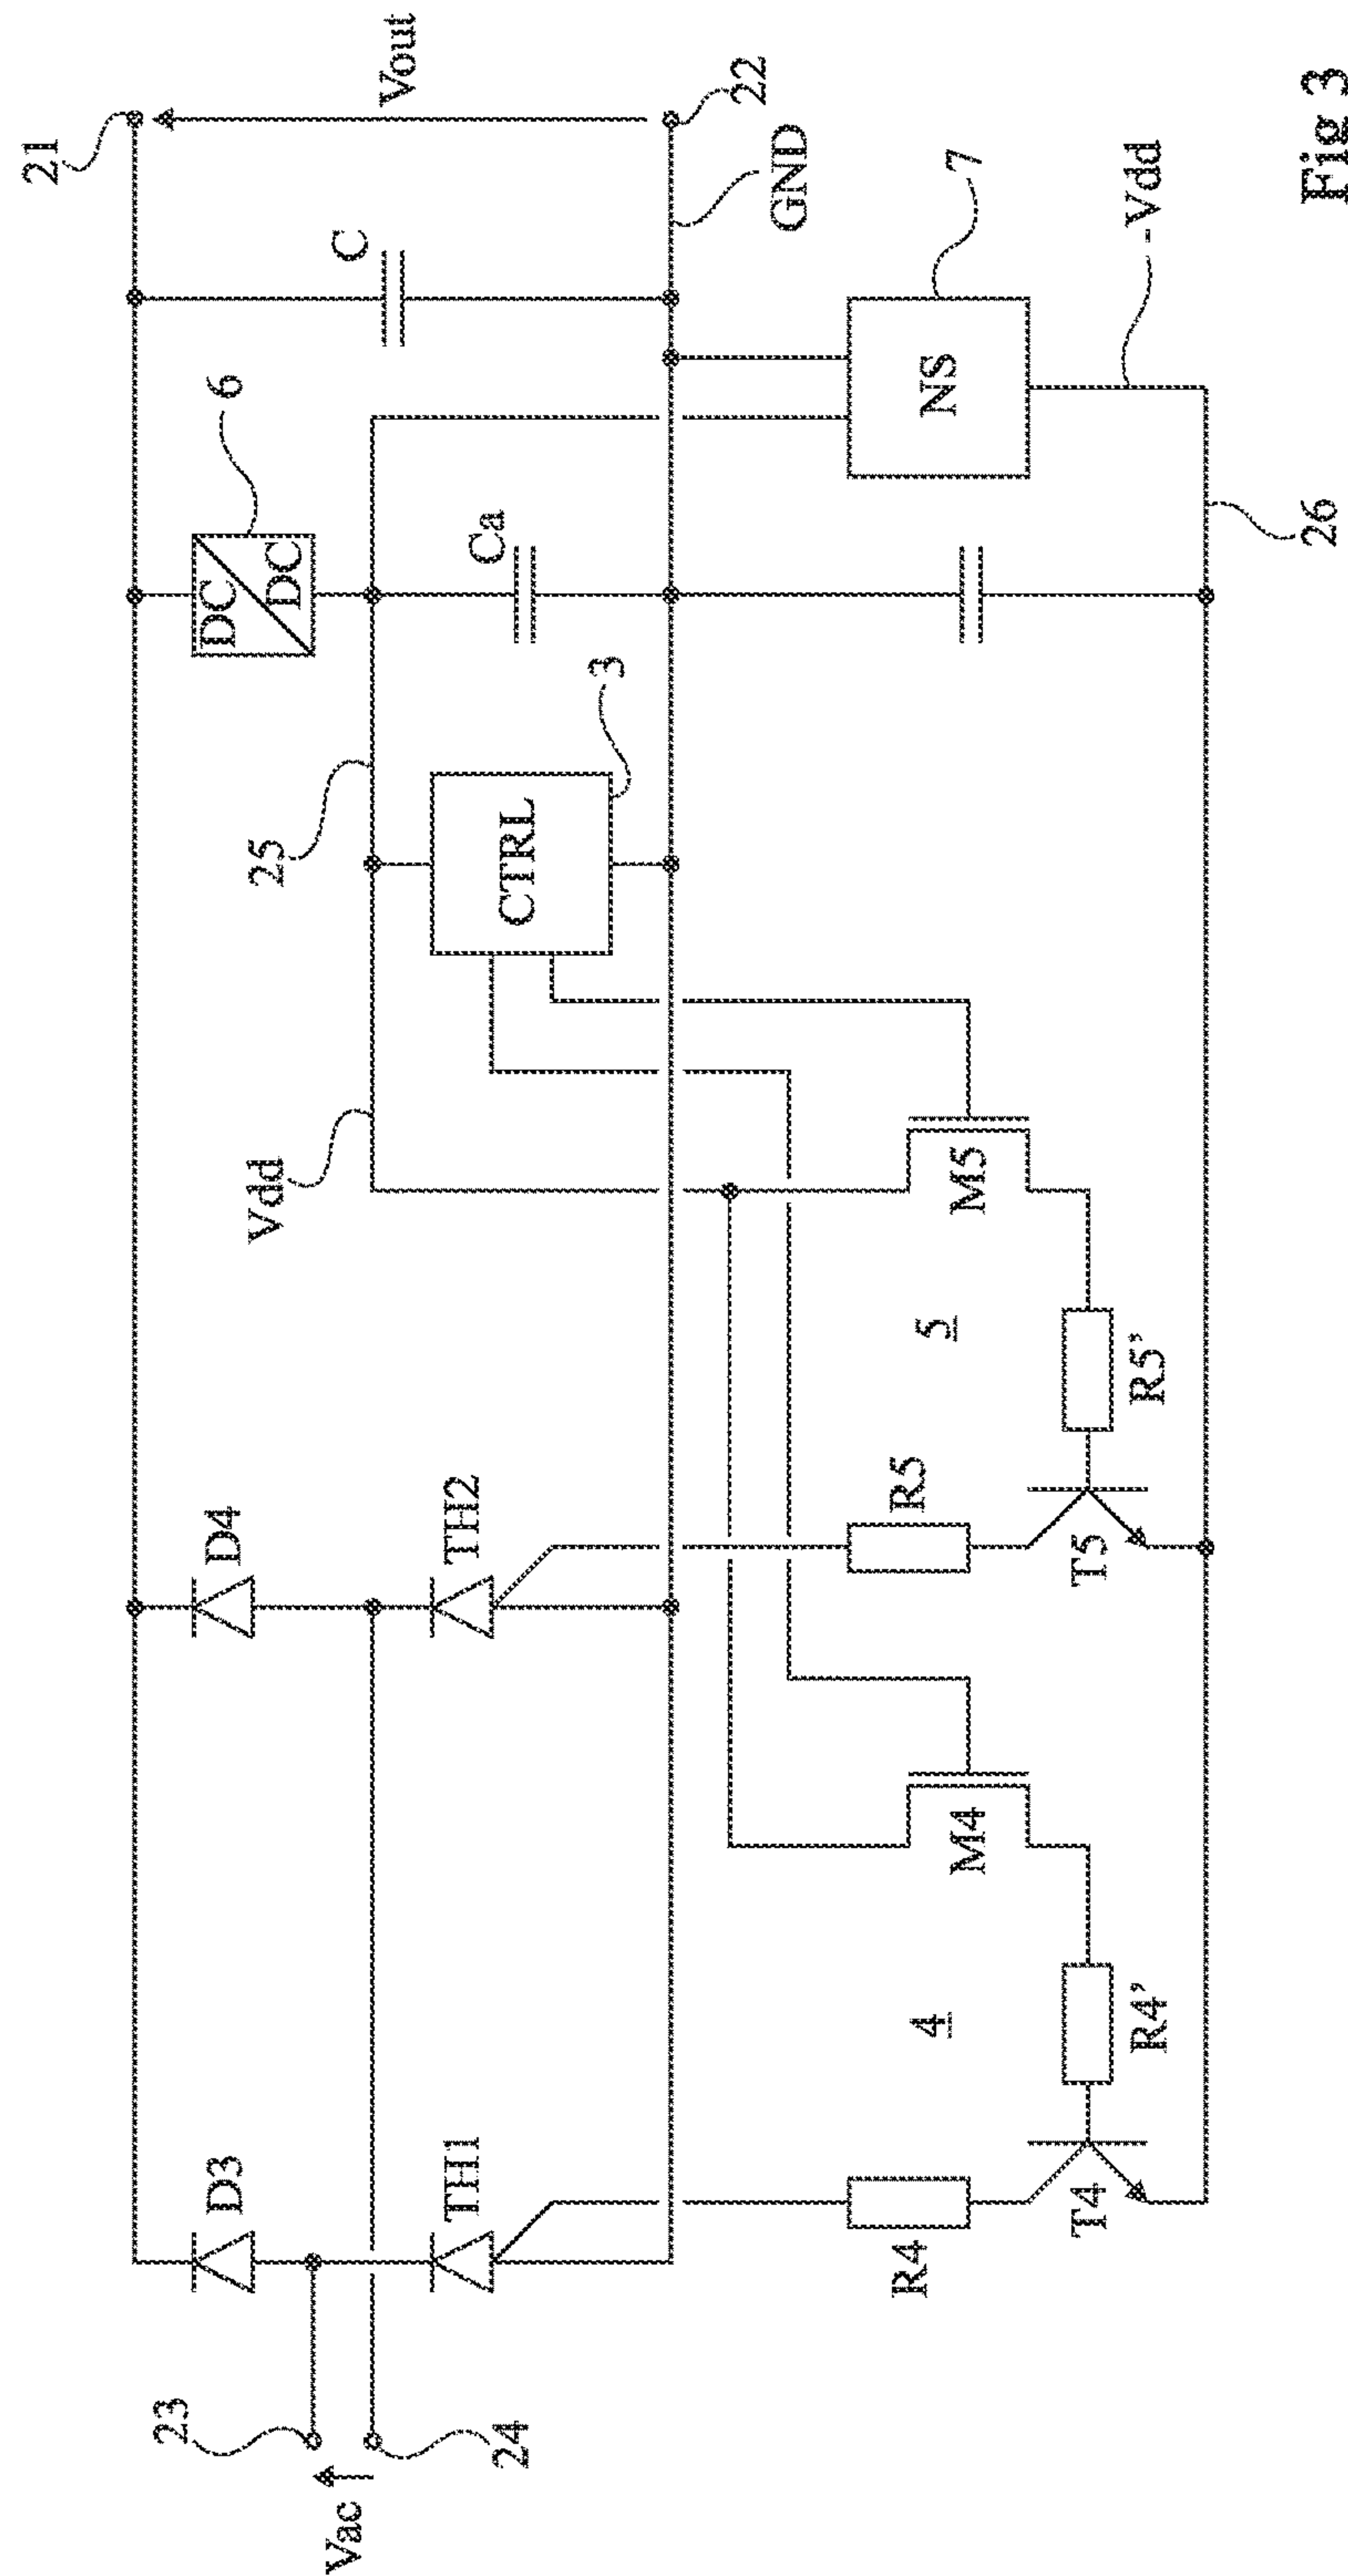 Vac
23
24
D3
TH1
D4
TH2
Vdd
25
CTRL
3
DC
DC
6
Ca
C
21
Vout
22
GND
NS
7
-Vdd
26
R4
T4
R4'
4
M4
R5
T5
R5'
5
M5
Fig 3